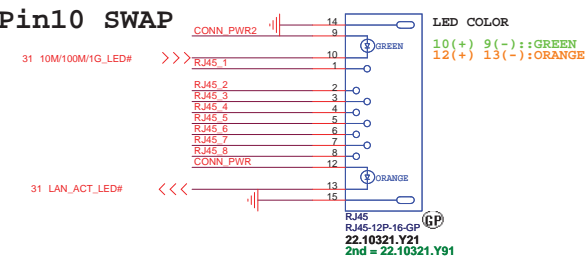 Pin10 SWAP
LED COLOR
10(+) 9(-)::GREEN
12(+) 13(-):ORANGE
14
CONN_PWR2 9
GREEN
31 10M/100M/1G_LED# 10
RJ45_1 1
RJ45_2 2
RJ45_3 3
RJ45_4 4
RJ45_5 5
RJ45_6 6
RJ45_7 7
RJ45_8 8
CONN_PWR 12
ORANGE
31 LAN_ACT_LED# 13
15
RJ45
RJ45-12P-16-GP GP
22.10321.Y21
2nd = 22.10321.Y91